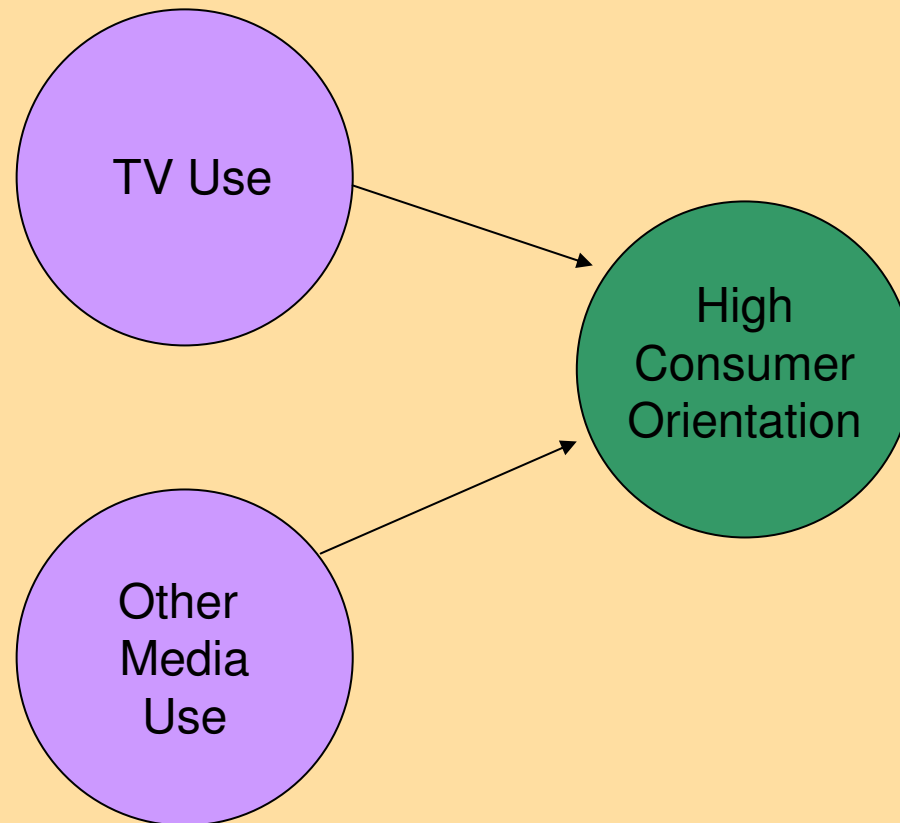 TV Use
High
Consumer
Orientation
Other
Media
Use